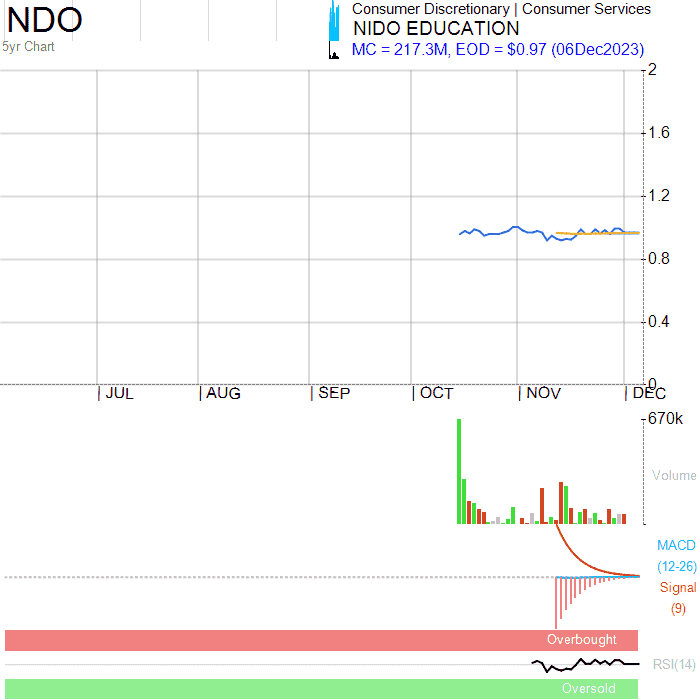 NDO
5yr Chart
Consumer Discretionary | Consumer Services
NIDO EDUCATION
MC = 217.3M, EOD = $0.97 (06Dec2023)
2
1.6
1.2
0.8
0.4
0
JUL AUG SEP OCT NOV DEC
670k
Volume
MACD
(12-26)
Signal
(9)
Overbought
RSI(14)
Oversold